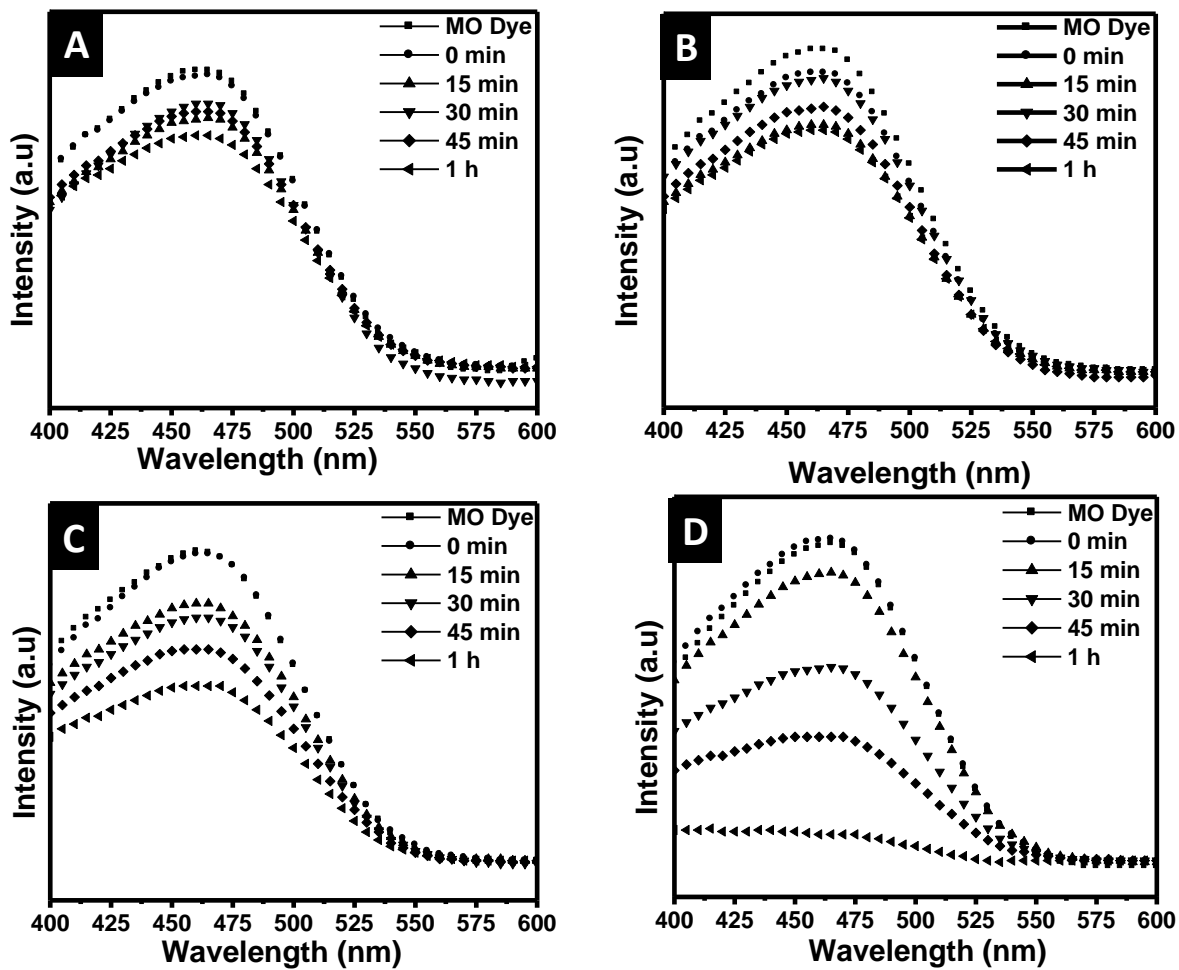 A
MO Dye
0 min
15 min
30 min
45 min
1 h
Intensity (a.u)
400 425 450 475 500 525 550 575 600
Wavelength (nm)
B
MO Dye
0 min
15 min
30 min
45 min
1 h
Intensity (a.u)
400 425 450 475 500 525 550 575 600
Wavelength (nm)
C
MO Dye
0 min
15 min
30 min
45 min
1 h
Intensity (a.u)
400 425 450 475 500 525 550 575 600
Wavelength (nm)
D
MO Dye
0 min
15 min
30 min
45 min
1 h
Intensity (a.u)
400 425 450 475 500 525 550 575 600
Wavelength (nm)